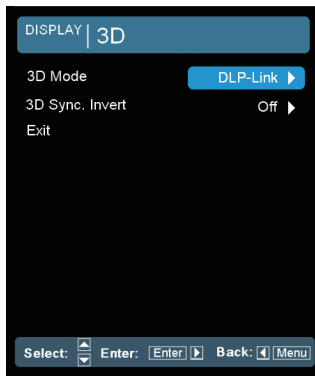 DISPLAY | 3D
3D Mode DLP-Link
3D Sync. Invert Off
Exit
Select: Enter: Enter Back: Menu